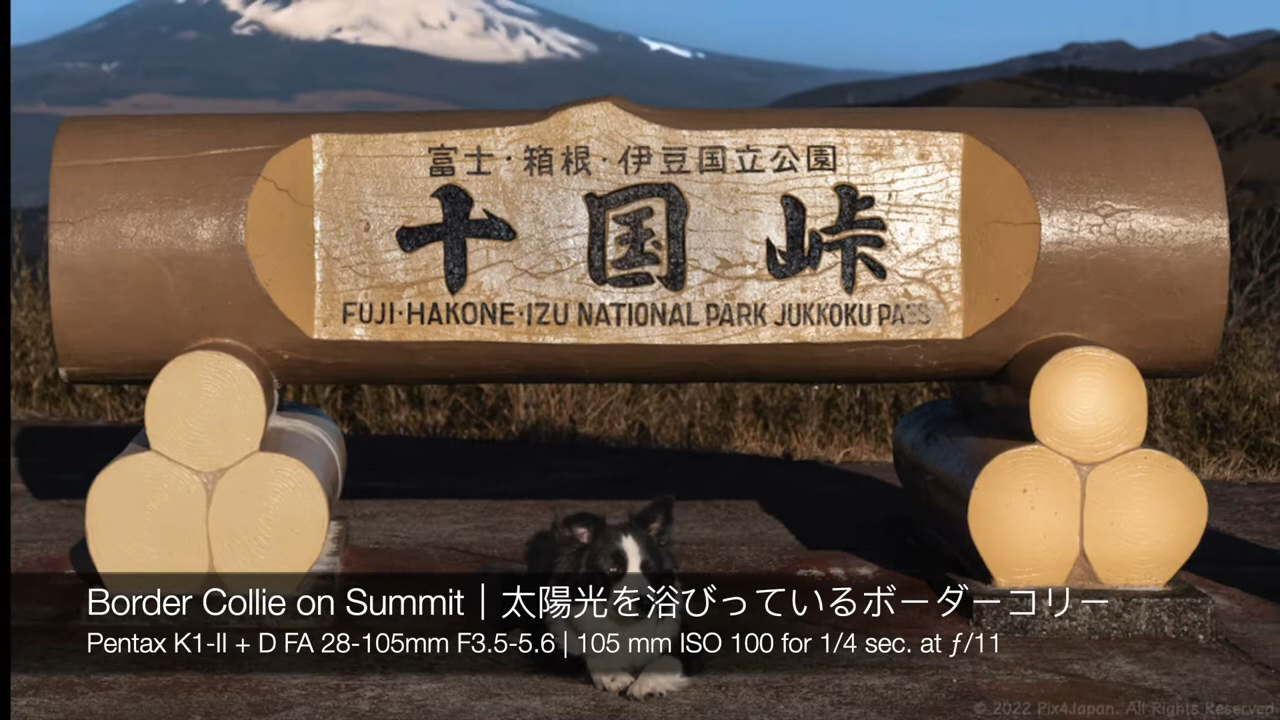 富士・箱根・伊豆国立公園
十国峠
FUJI・HAKONE・IZU NATIONAL PARK JUKKOKU PASS
Border Collie on Summit | 太陽光を浴びっているボーダーコリー
Pentax K1-II + D FA 28-105mm F3.5-5.6 | 105 mm ISO 100 for 1/4 sec. at ƒ/11
© 2022 Pix4Japan. All Rights Reserved